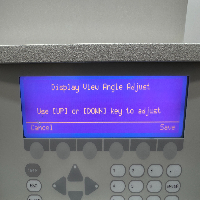 Display View Angle Adjust
Use [UP] or [DOWN] key to adjust
Cancel Save